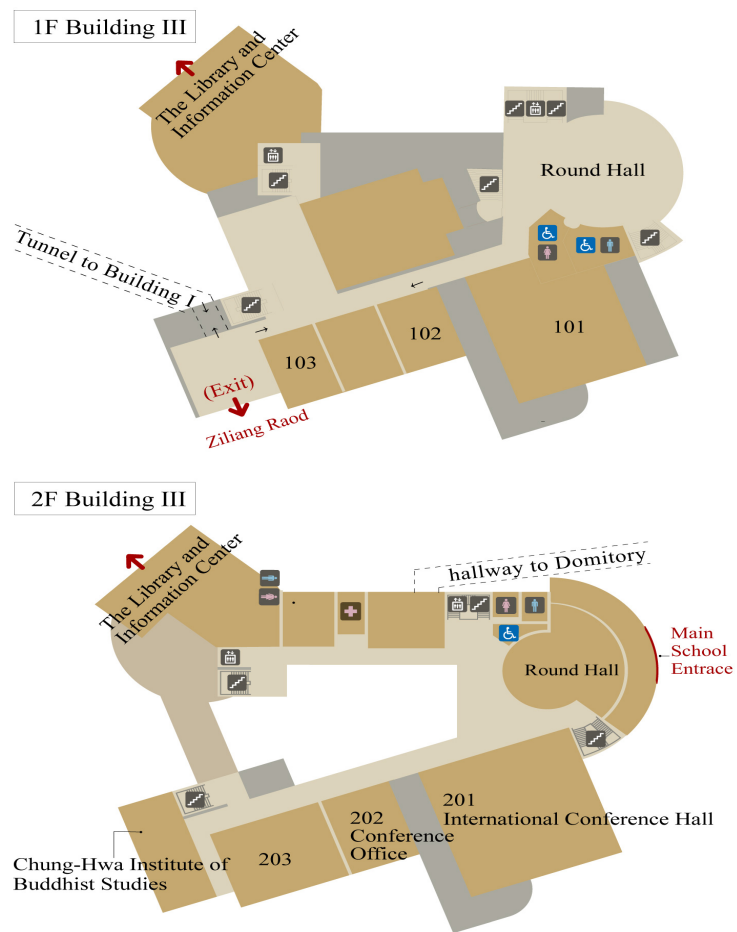 1F Building III
The Library and
Information Center
Round Hall
Tunnel to Building I
101
102
103
(Exit)
Ziliang Raod
2F Building III
The Library and
Information Center
hallway to Domitory
Main
School
Entrace
Round Hall
201
International Conference Hall
202
Conference
Office
203
Chung-Hwa Institute of
Buddhist Studies